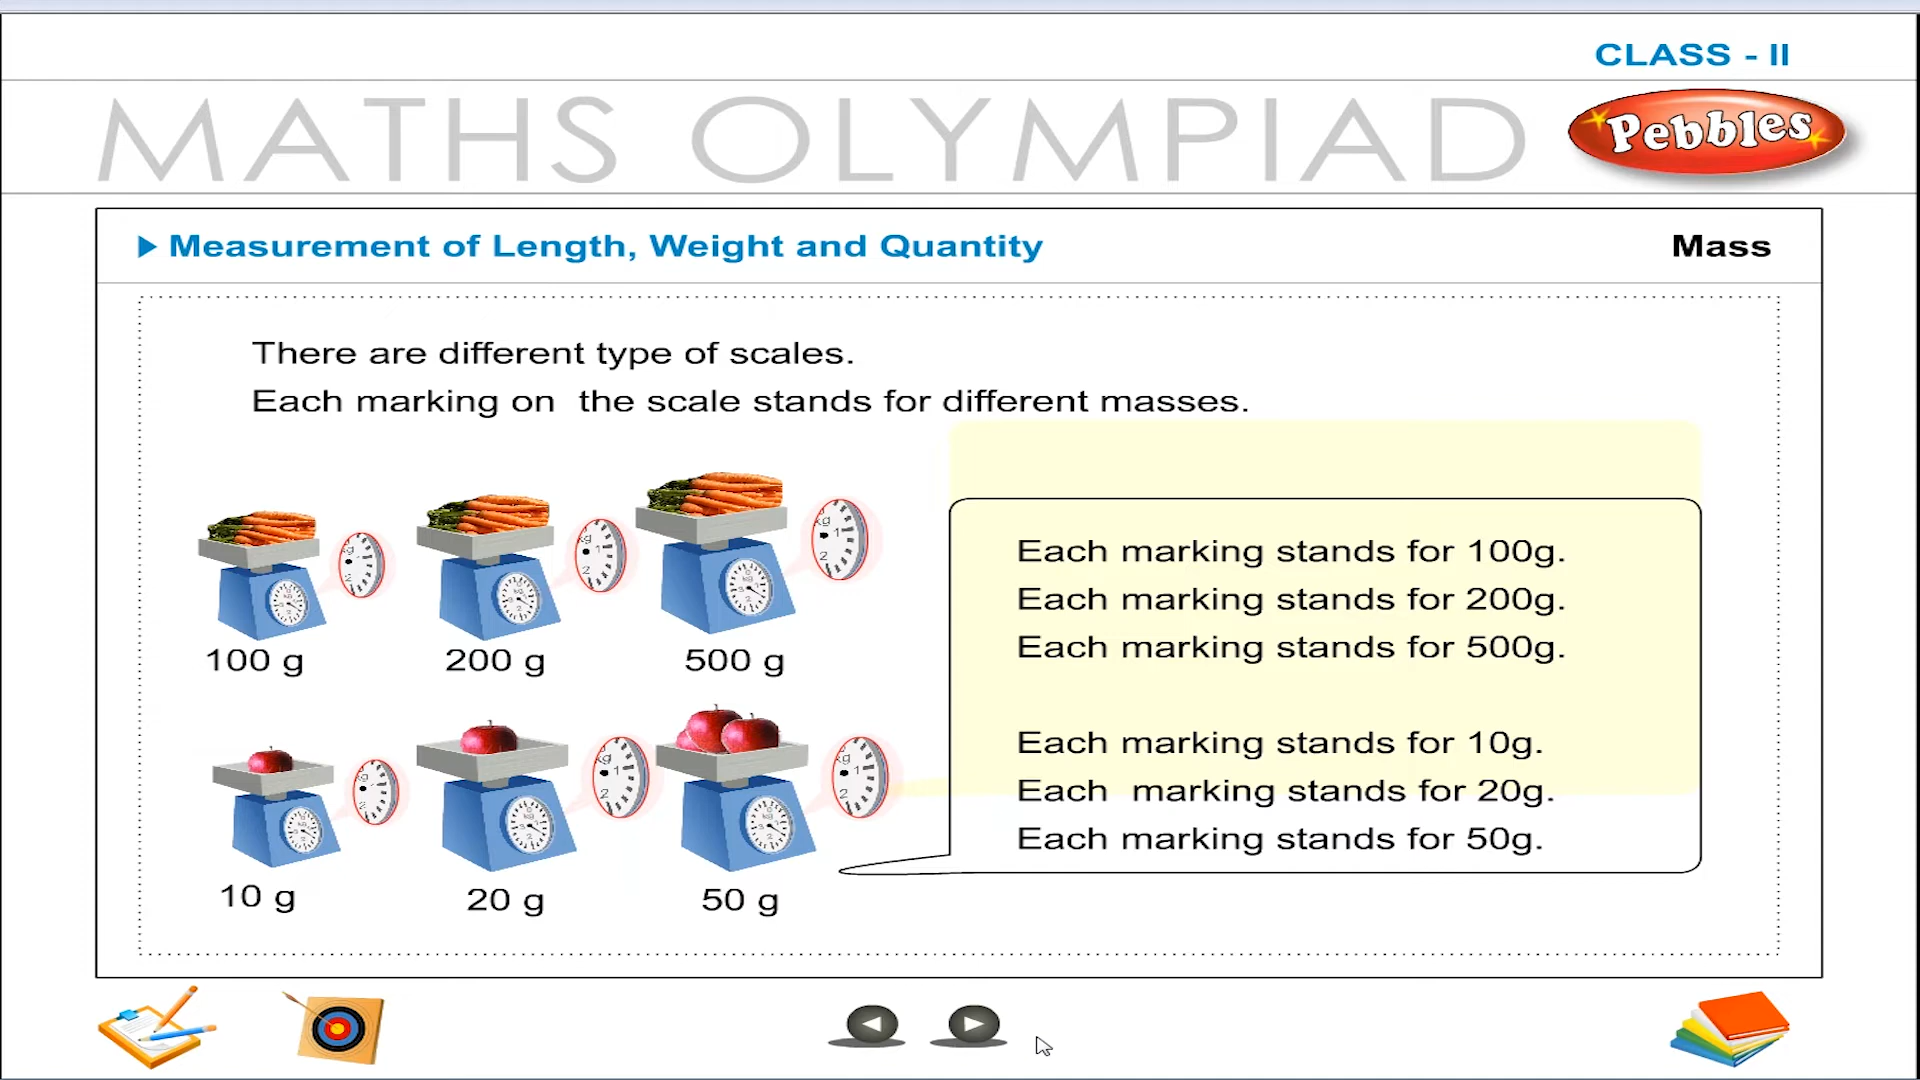 CLASS - II
MATHS OLYMPIAD
Pebbles
Measurement of Length, Weight and Quantity
Mass
There are different type of scales.
Each marking on the scale stands for different masses.
100 g
200 g
500 g
Each marking stands for 100g.
Each marking stands for 200g.
Each marking stands for 500g.
Each marking stands for 10g.
Each marking stands for 20g.
Each marking stands for 50g.
10 g
20 g
50 g